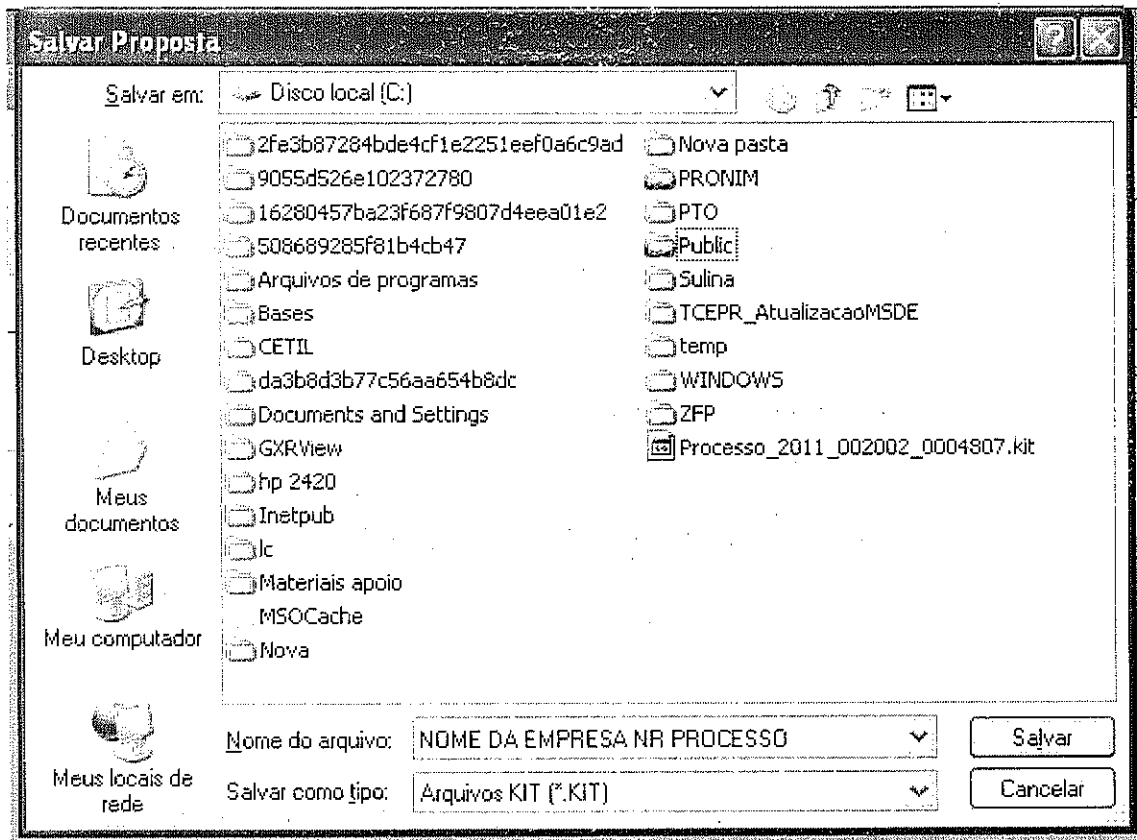 Salvar Proposta
Salvar em:
Disco local (C:)
Documentos
recentes
Desktop
Meus
documentos
Meu computador
Meus locais de
rede
2fe3b87284bde4cf1e2251eef0a6c9ad
9055d526e102372780
16280457ba23f687f9807d4eea01e2
508689285f81b4cb47
Arquivos de programas
Bases
CETIL
da3b8d3b77c56aa654b8dc
Documents and Settings
GXRView
hp 2420
Inetpub
lc
Materiais apoio
MSOCache
Nova
Nova pasta
PRONIM
PTO
Public
Sulina
TCEPR_AtualizacaoMSDE
temp
WINDOWS
ZFP
Processo_2011_002002_0004807.kit
Nome do arquivo:
NOME DA EMPRESA NR PROCESSO
Salvar
Salvar como tipo:
Arquivos KIT (*.KIT)
Cancelar